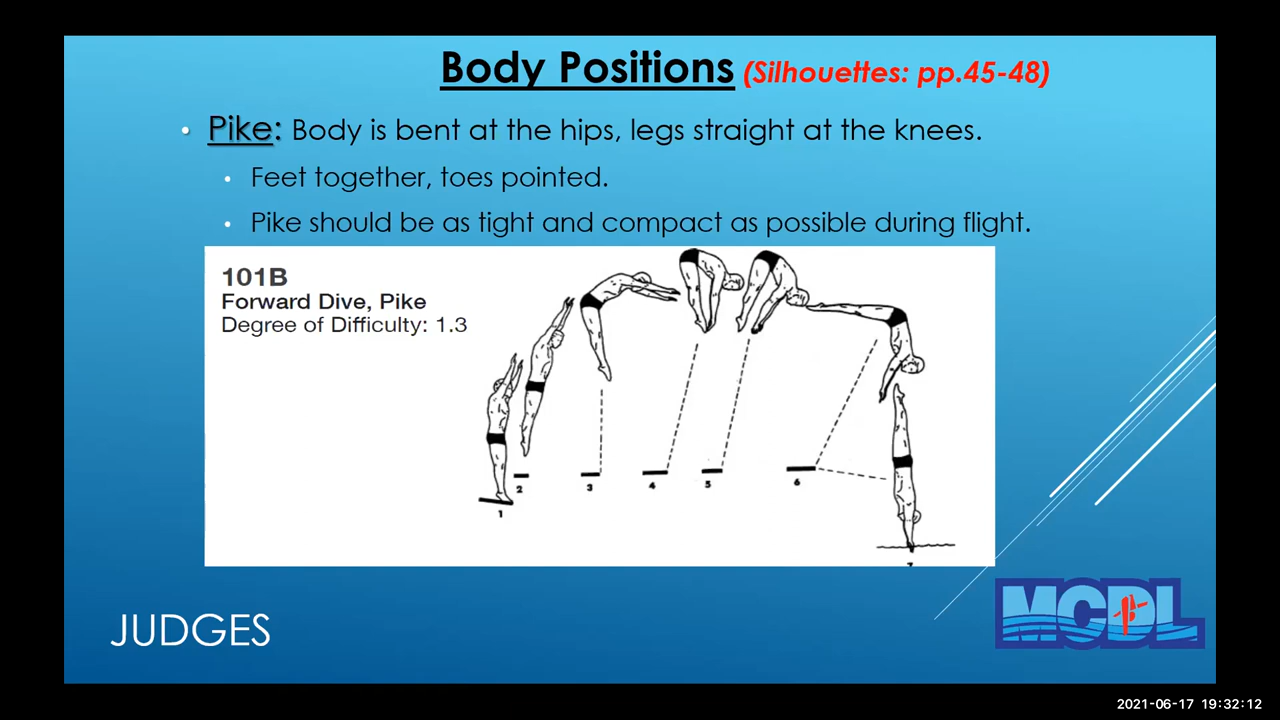 Body Positions (Silhouettes: pp.45-48)
• Pike: Body is bent at the hips, legs straight at the knees.
• Feet together, toes pointed.
• Pike should be as tight and compact as possible during flight.
101B
Forward Dive, Pike
Degree of Difficulty: 1.3
1
2
3
4
5
6
JUDGES
MCDL
2021-06-17 19:32:12